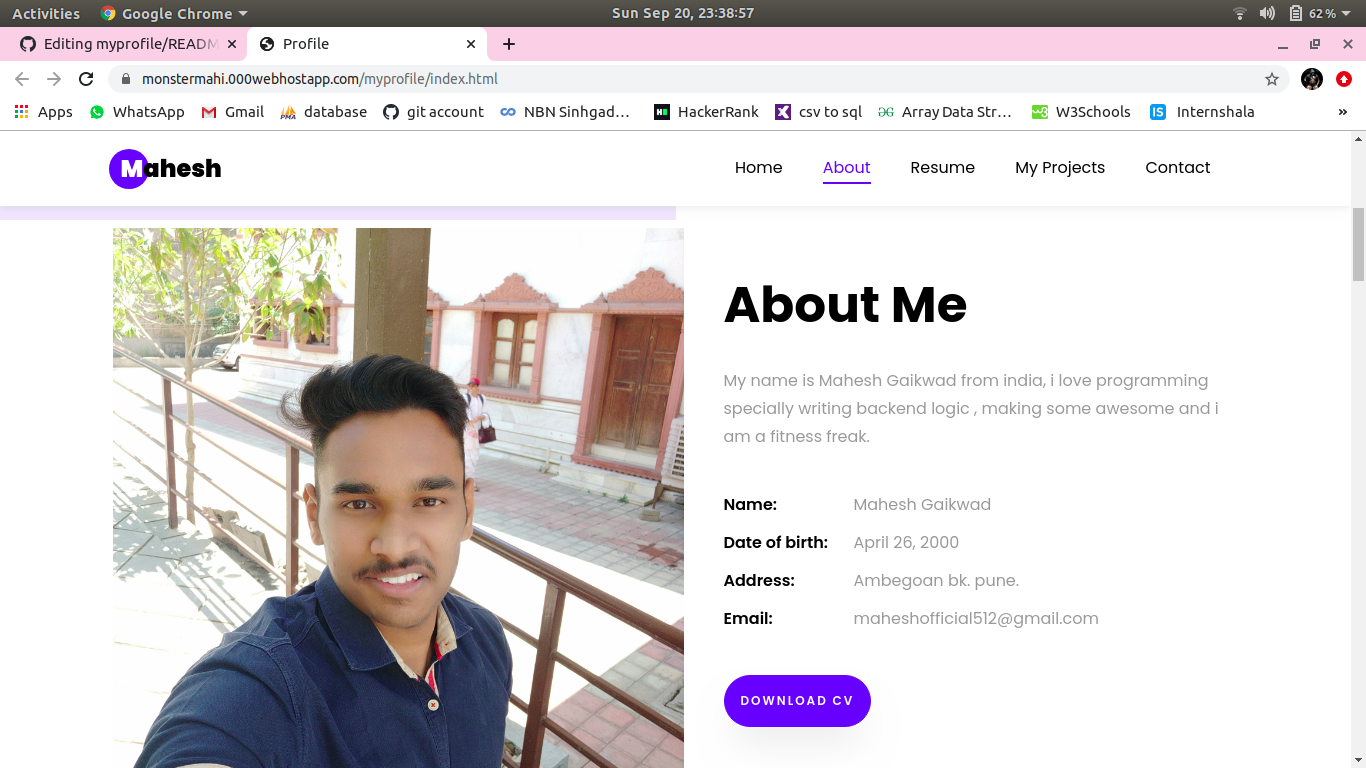 Activities
Google Chrome
Sun Sep 20, 23:38:57
62%
Editing myprofile/READM
Profile
monstermahi.000webhostapp.com/myprofile/index.html
Apps
WhatsApp
Gmail
PMA
database
git account
NBN Sinhgad...
H
HackerRank
csv to sql
GG
Array Data Str...
W3
W3Schools
IS
Internshala
»
Mahesh
Home
About
Resume
My Projects
Contact
About Me
My name is Mahesh Gaikwad from india, i love programming
specially writing backend logic , making some awesome and i
am a fitness freak.
Name: Mahesh Gaikwad
Date of birth: April 26, 2000
Address: Ambegoan bk. pune.
Email: maheshofficial512@gmail.com
DOWNLOAD CV